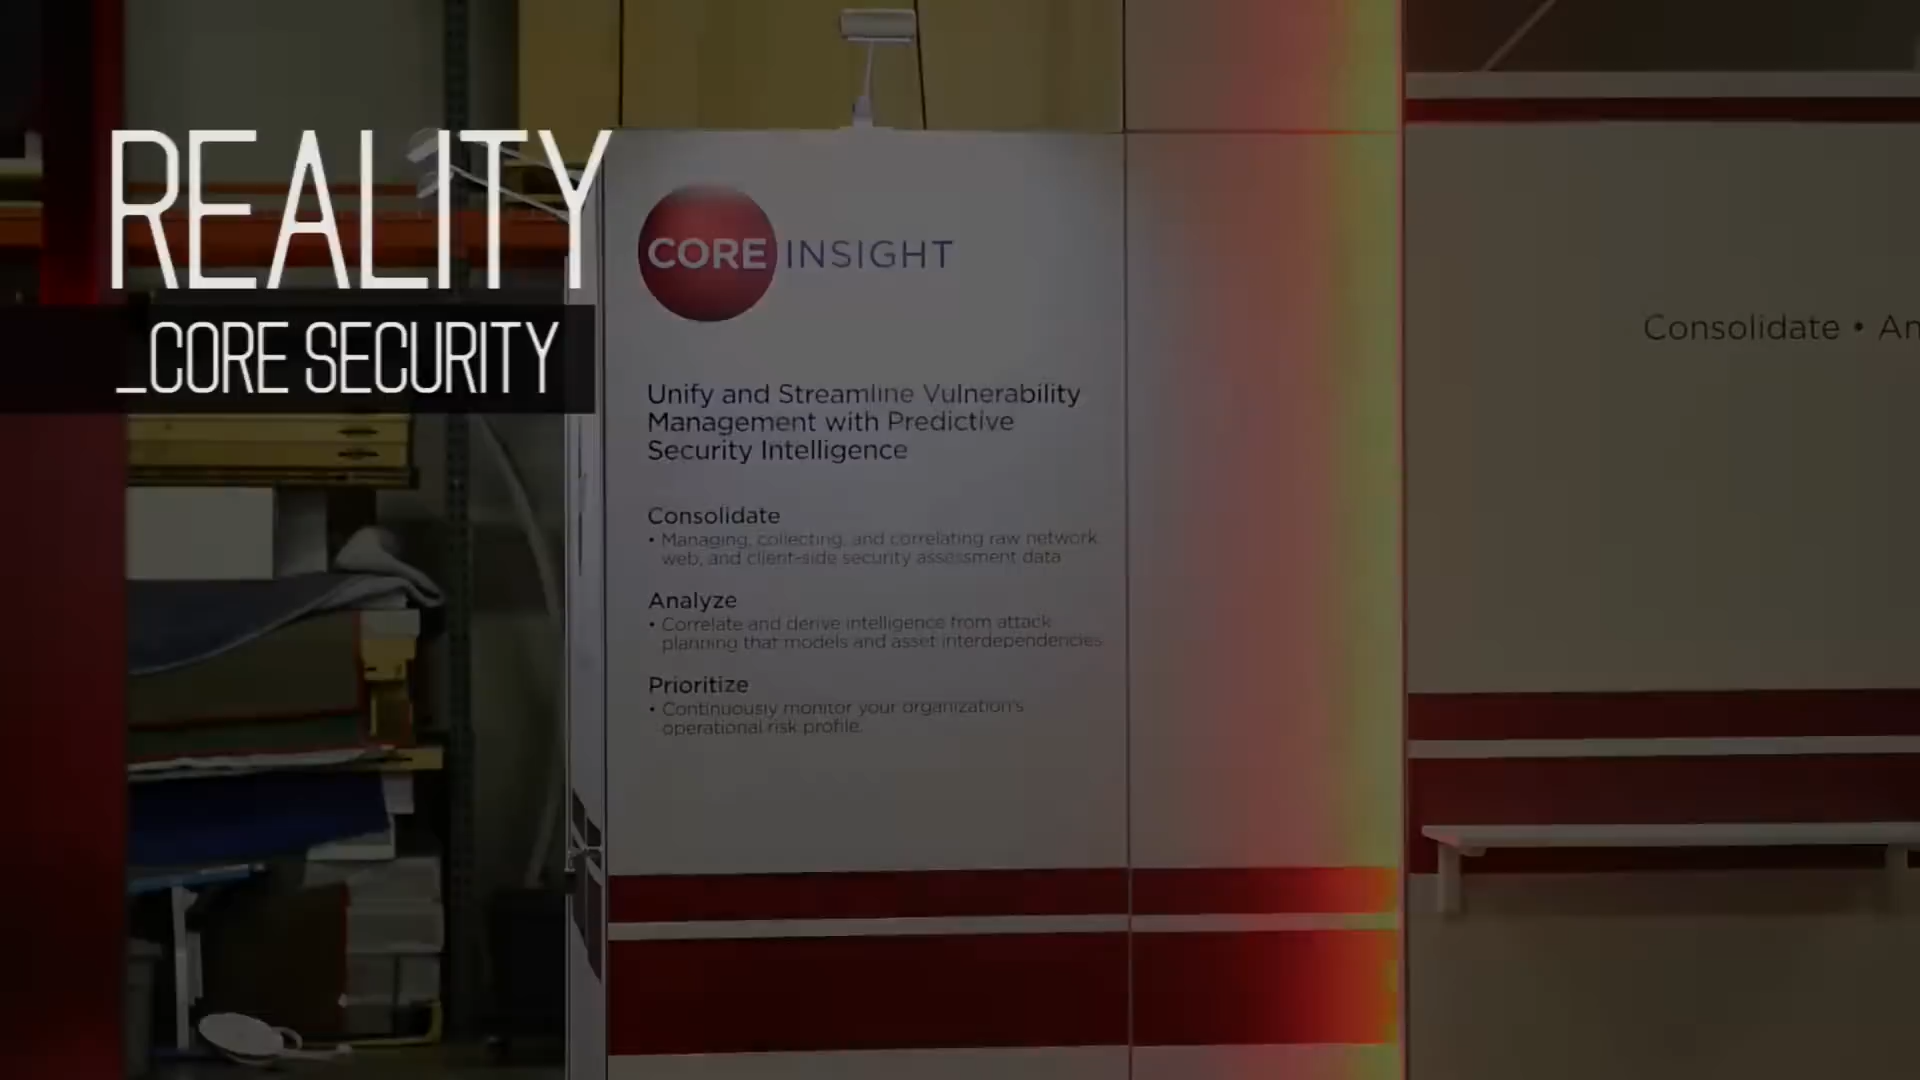 REALITY
_CORE SECURITY
CORE INSIGHT
Unify and Streamline Vulnerability
Management with Predictive
Security Intelligence
Consolidate
• Managing, collecting, and correlating raw network
web, and client-side security assessment data
Analyze
• Correlate and derive intelligence from attack
planning that models and asset interdependencies
Prioritize
• Continuously monitor your organization's
operational risk profile.
Consolidate • An